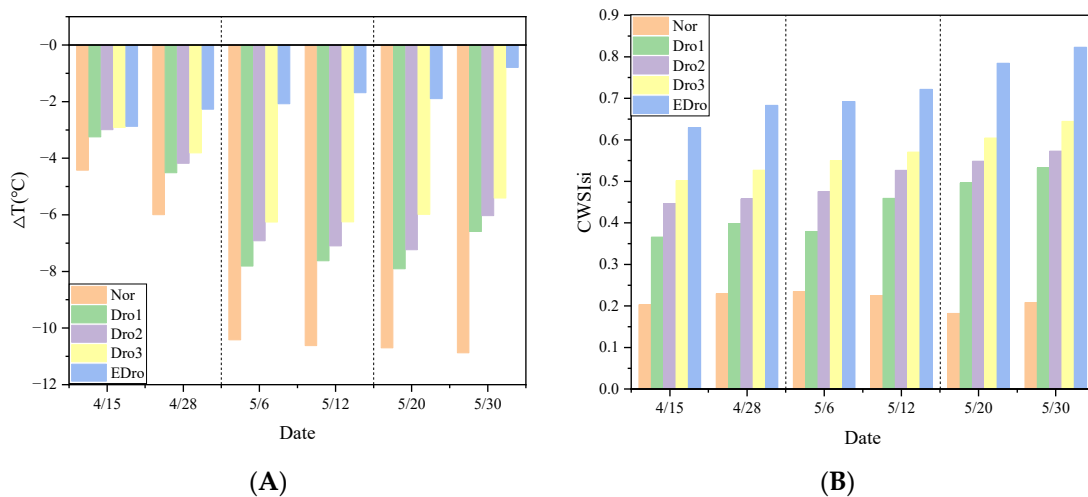 −0
−2
−4
−6
−8
−10
−12
△T(℃)
Nor
Dro1
Dro2
Dro3
EDro
4/15 4/28 5/6 5/12 5/20 5/30
Date
(A)
0.9
0.8
0.7
0.6
0.5
0.4
0.3
0.2
0.1
0.0
CWSIsi
Nor
Dro1
Dro2
Dro3
EDro
4/15 4/28 5/6 5/12 5/20 5/30
Date
(B)